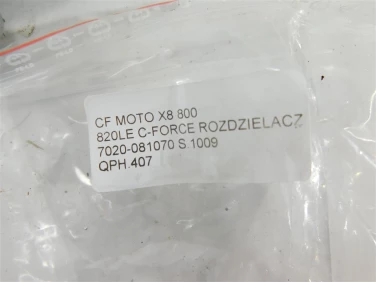 CF MOTO X8 800
820LE C-FORCE ROZDZIELACZ
7020-081070 S.1009
QPH.407